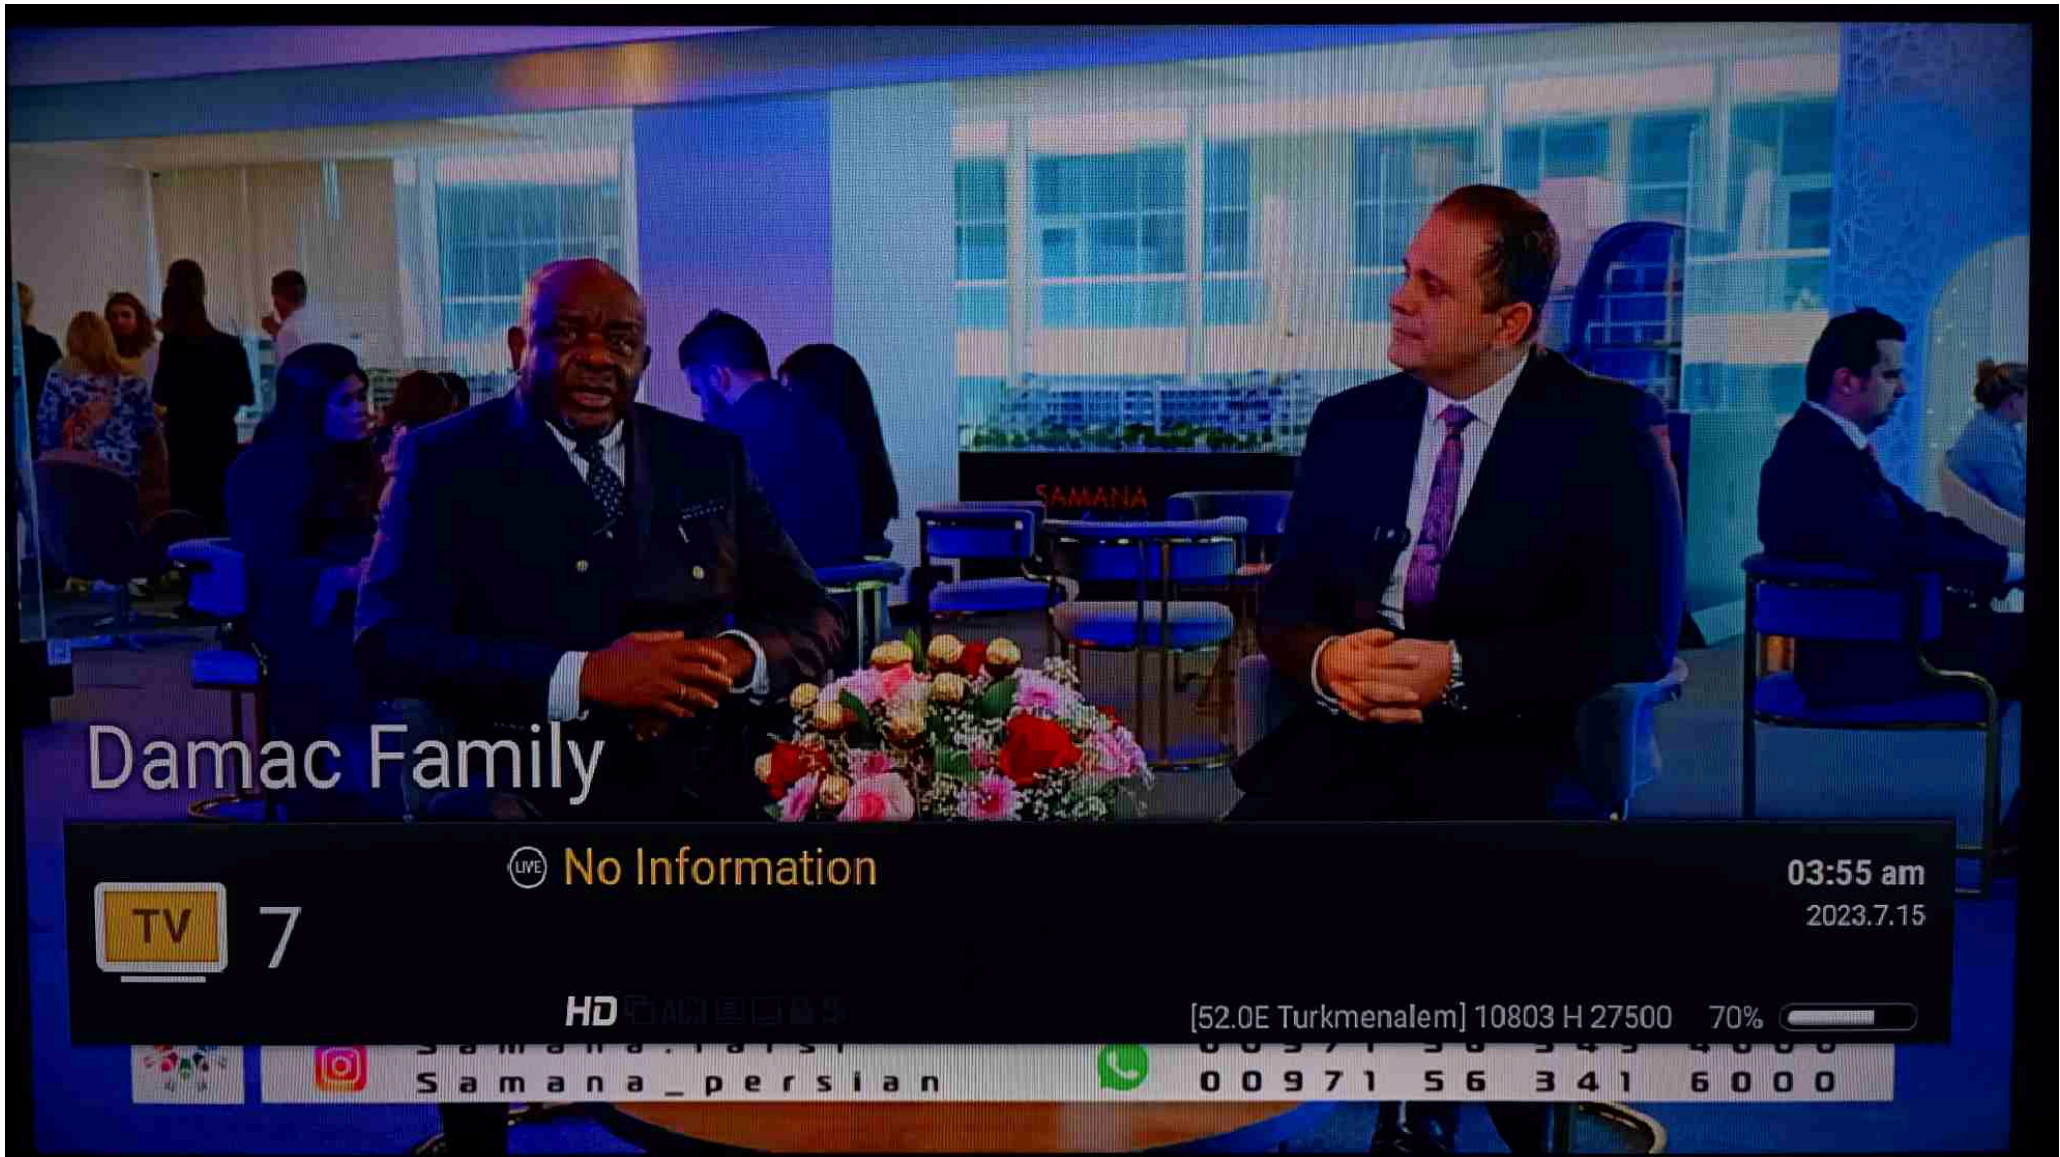 SAMANA
Damac Family
LIVE No Information
03:55 am
2023.7.15
TV 7
HD
[52.0E Turkmenalem] 10803 H 27500 70%
Samana_persian
00971 56 341 6000